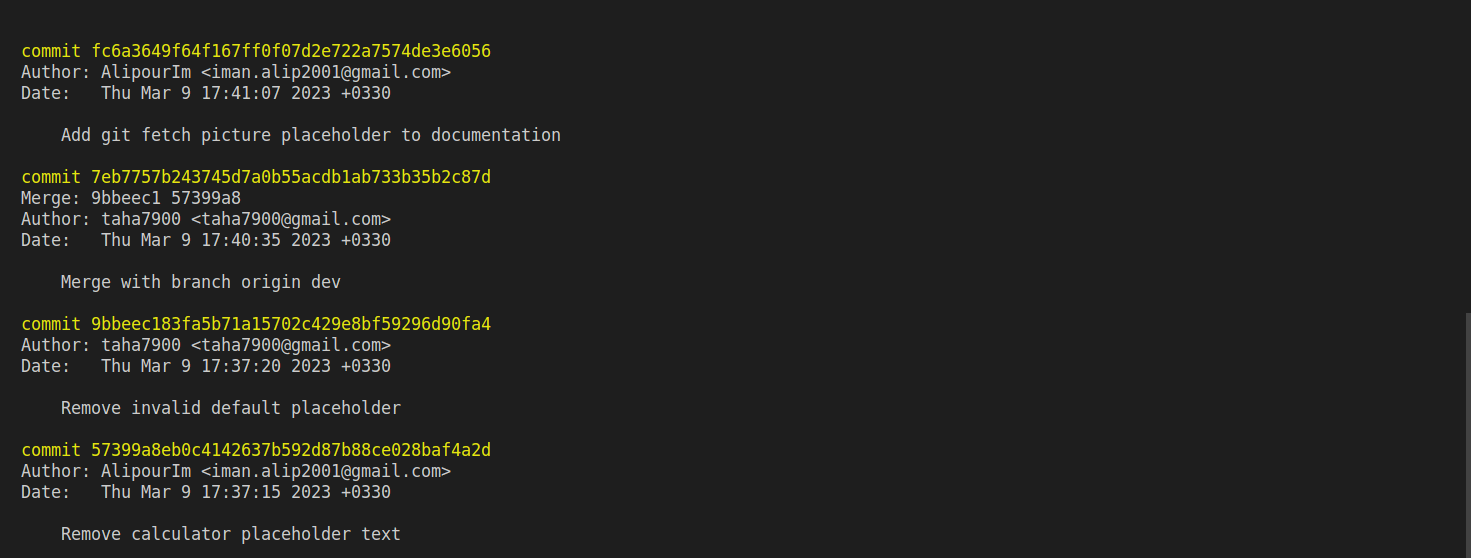 commit fc6a3649f64f167ff0f07d2e722a7574de3e6056
Author: AlipourIm <iman.alip2001@gmail.com>
Date:   Thu Mar 9 17:41:07 2023 +0330
    Add git fetch picture placeholder to documentation
commit 7eb7757b243745d7a0b55acdb1ab733b35b2c87d
Merge: 9bbeec1 57399a8
Author: taha7900 <taha7900@gmail.com>
Date:   Thu Mar 9 17:40:35 2023 +0330
    Merge with branch origin dev
commit 9bbeec183fa5b71a15702c429e8bf59296d90fa4
Author: taha7900 <taha7900@gmail.com>
Date:   Thu Mar 9 17:37:20 2023 +0330
    Remove invalid default placeholder
commit 57399a8eb0c4142637b592d87b88ce028baf4a2d
Author: AlipourIm <iman.alip2001@gmail.com>
Date:   Thu Mar 9 17:37:15 2023 +0330
    Remove calculator placeholder text